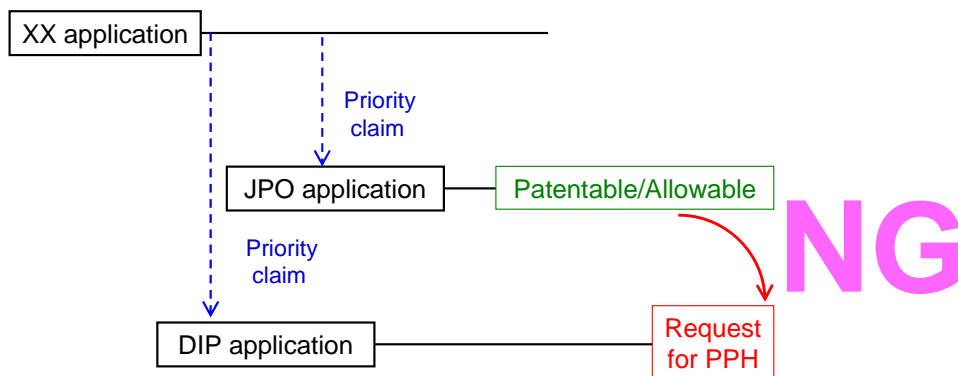 XX application
Priority
claim
JPO application
Patentable/Allowable
NG
Priority
claim
DIP application
Request
for PPH